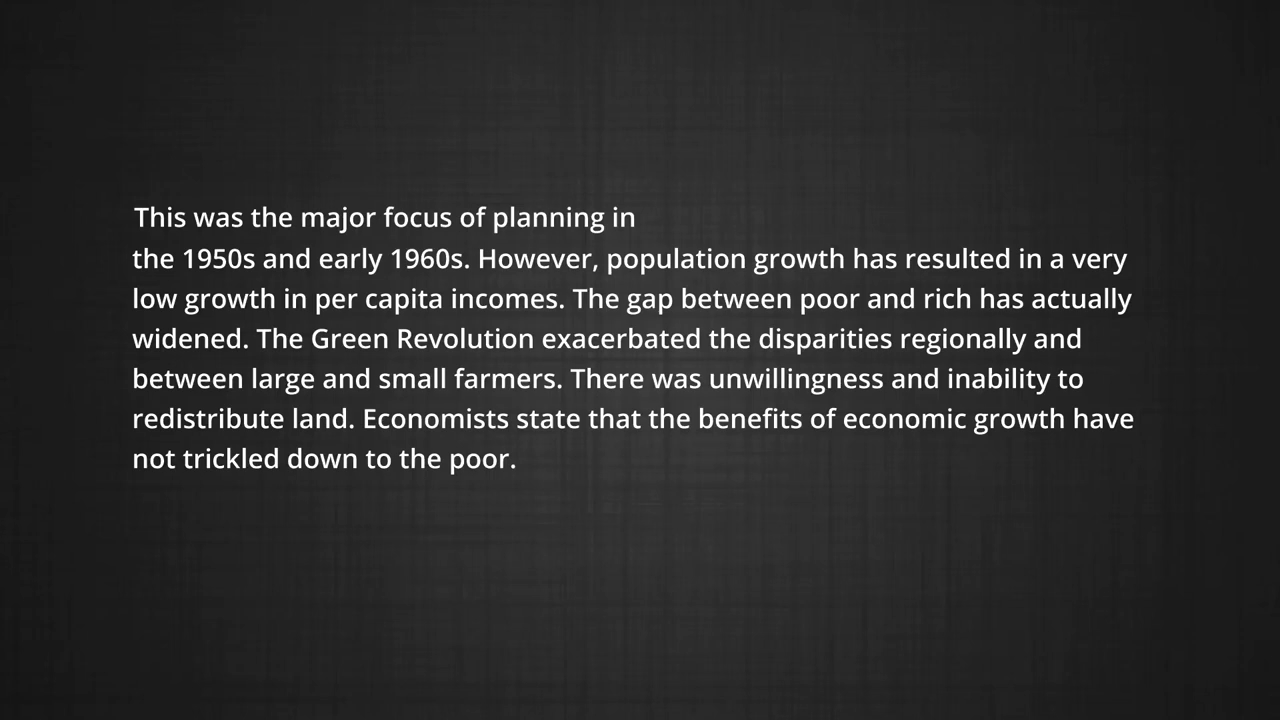 This was the major focus of planning in
the 1950s and early 1960s. However, population growth has resulted in a very
low growth in per capita incomes. The gap between poor and rich has actually
widened. The Green Revolution exacerbated the disparities regionally and
between large and small farmers. There was unwillingness and inability to
redistribute land. Economists state that the benefits of economic growth have
not trickled down to the poor.